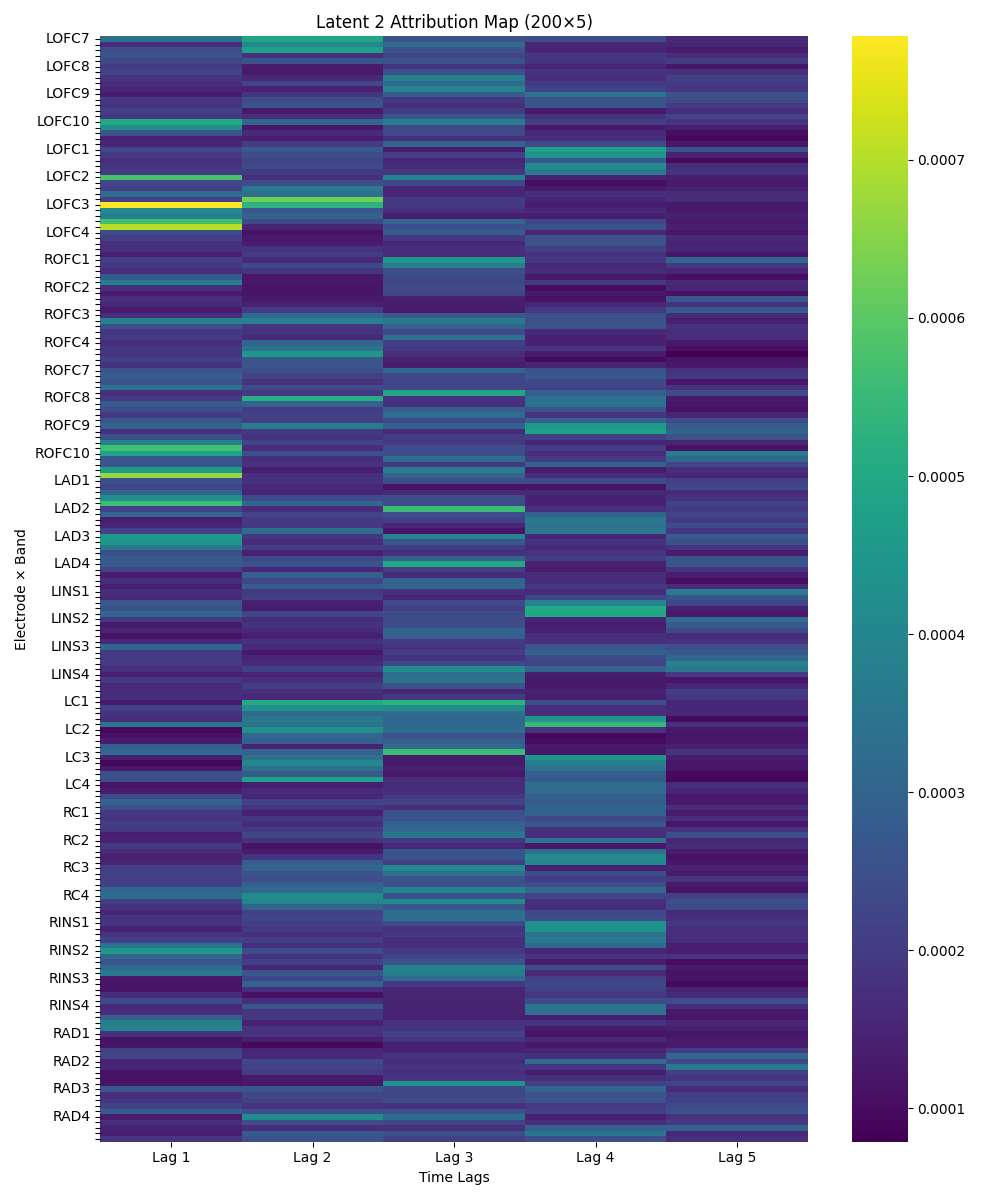 Latent 2 Attribution Map (200×5)
LOFC7
LOFC8
LOFC9
LOFC10
LOFC1
LOFC2
LOFC3
LOFC4
ROFC1
ROFC2
ROFC3
ROFC4
ROFC7
ROFC8
ROFC9
ROFC10
LAD1
LAD2
LAD3
LAD4
LINS1
LINS2
LINS3
LINS4
LC1
LC2
LC3
LC4
RC1
RC2
RC3
RC4
RINS1
RINS2
RINS3
RINS4
RAD1
RAD2
RAD3
RAD4
Electrode × Band
Lag 1 Lag 2 Lag 3 Lag 4 Lag 5
Time Lags
0.0007
0.0006
0.0005
0.0004
0.0003
0.0002
0.0001